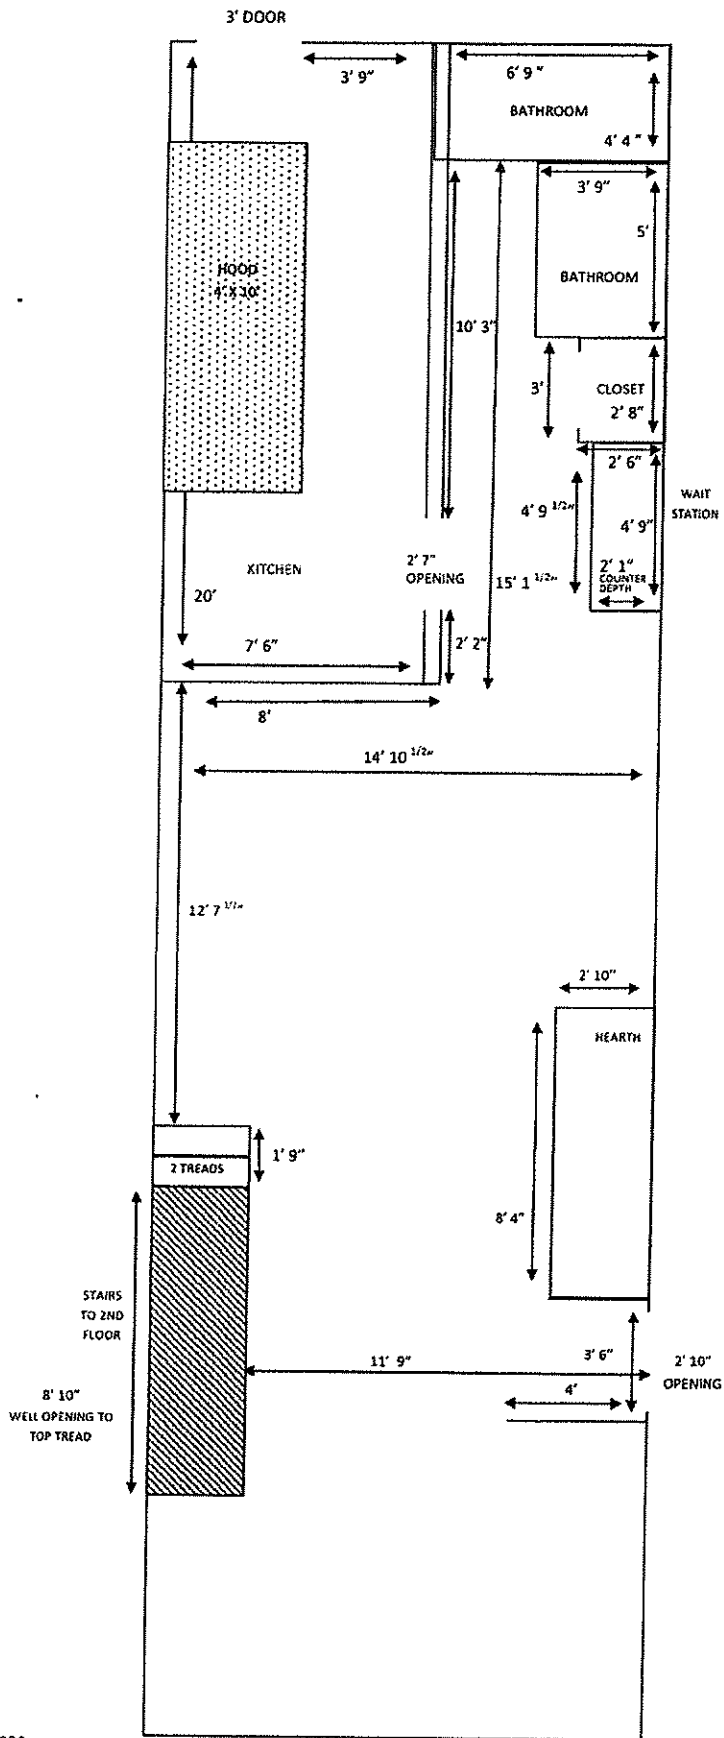 3' DOOR
3' 9"
6' 9 "
BATHROOM
4' 4 "
3' 9"
5'
HOOD
4' X 10'
BATHROOM
10' 3"
3'
CLOSET
2' 8"
2' 6"
WAIT
STATION
4' 9 1/2"
4' 9"
KITCHEN
2' 7"
OPENING
2' 1"
COUNTER
DEPTH
15' 1 1/2"
20'
7' 6"
2' 2"
8'
14' 10 1/2"
12' 7 1/2"
2' 10"
HEARTH
1' 9"
2 TREADS
8' 4"
STAIRS
TO 2ND
FLOOR
11' 9"
3' 6"
2' 10"
OPENING
4'
8' 10"
WELL OPENING TO
TOP TREAD